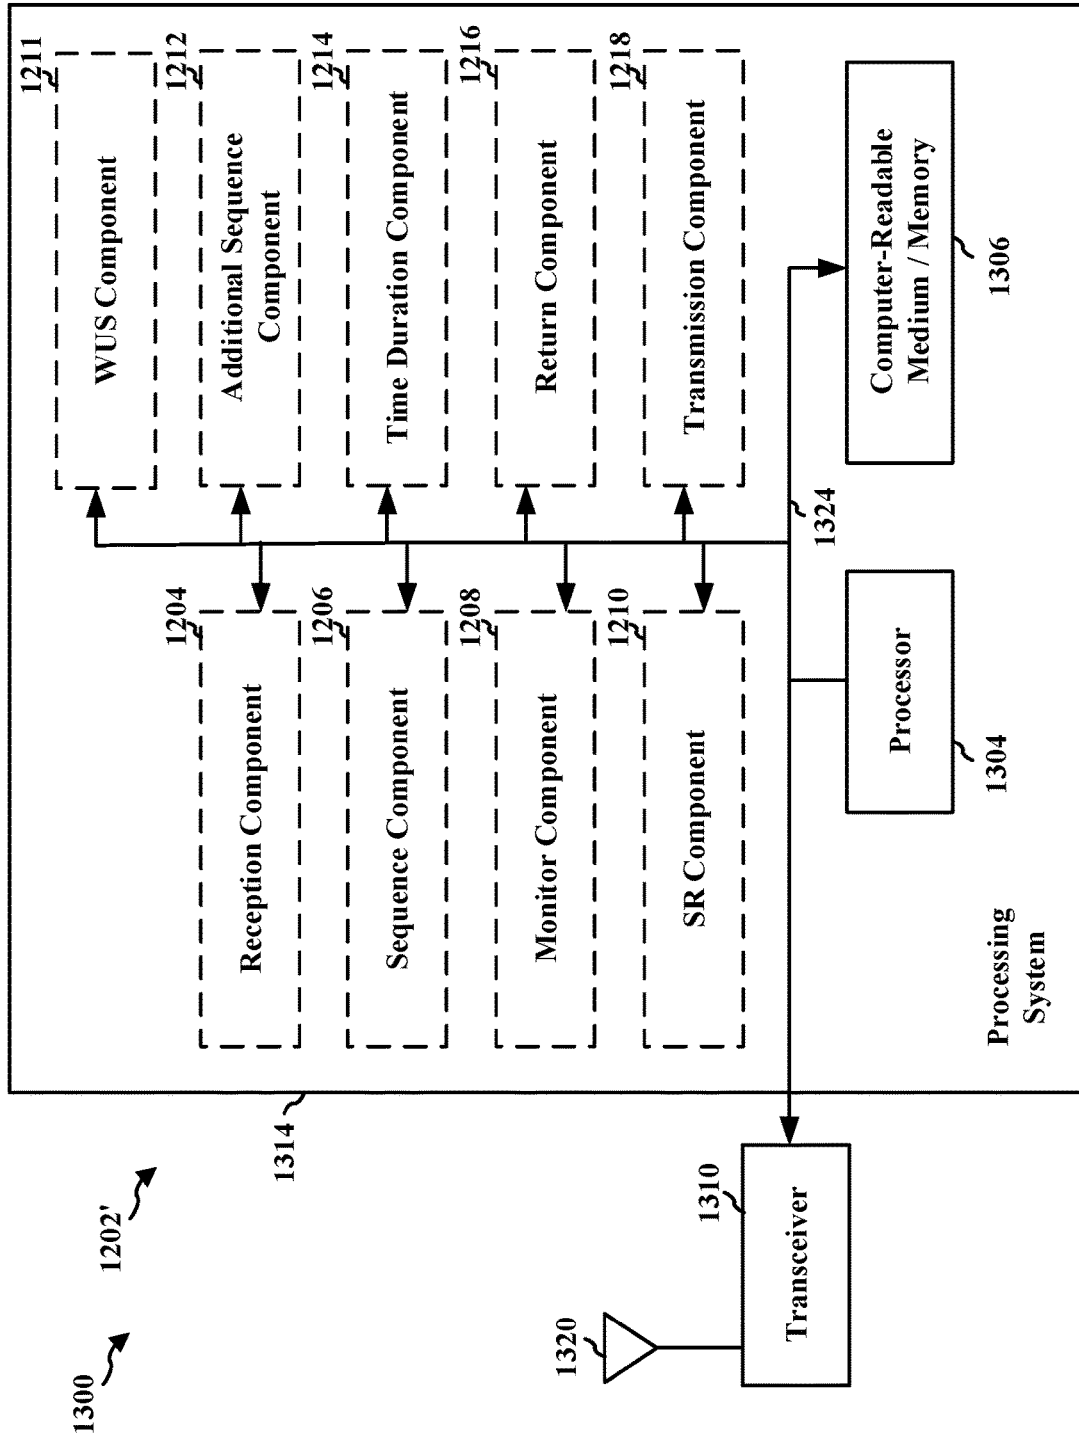 1300
1202'
1314
1211
WUS Component
1204
Reception Component
1212
Additional Sequence
Component
1206
Sequence Component
1214
Time Duration Component
1208
Monitor Component
1216
Return Component
1210
SR Component
1218
Transmission Component
1324
1320
1310
Transceiver
Processor
1304
Computer-Readable
Medium / Memory
1306
Processing
System